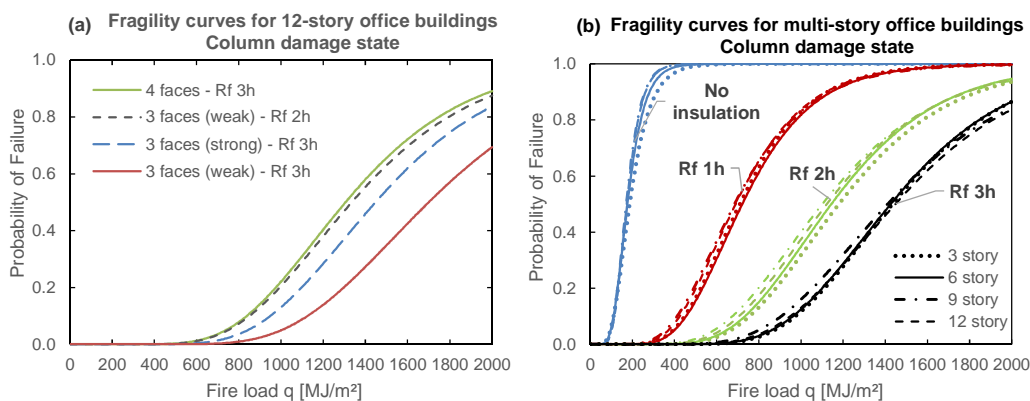 (a) Fragility curves for 12-story office buildings
Column damage state
1.0
0.8
0.6
0.4
0.2
0.0
Probability of Failure
4 faces - Rf 3h
3 faces (weak) - Rf 2h
3 faces (strong) - Rf 3h
3 faces (weak) - Rf 3h
0 200 400 600 800 1000 1200 1400 1600 1800 2000
Fire load q [MJ/m²]
(b) Fragility curves for multi-story office buildings
Column damage state
1.0
0.8
0.6
0.4
0.2
0.0
Probability of Failure
No
insulation
Rf 1h
Rf 2h
Rf 3h
3 story
6 story
9 story
12 story
0 200 400 600 800 1000 1200 1400 1600 1800 2000
Fire load q [MJ/m²]